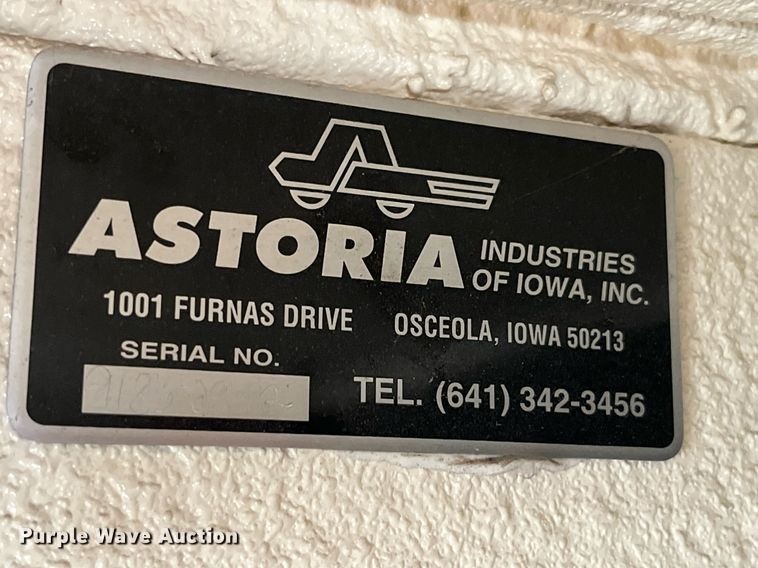 ASTORIA INDUSTRIES OF IOWA, INC.
1001 FURNAS DRIVE OSCEOLA, IOWA 50213
SERIAL NO.
TEL. (641) 342-3456
Purple Wave Auction